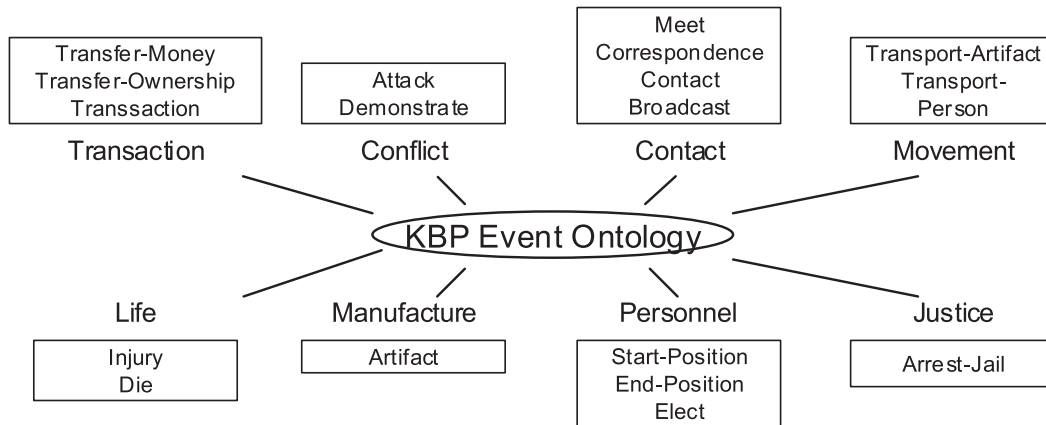 Transfer-Money
Transfer-Ownership
Transsaction
Transaction
Attack
Demonstrate
Conflict
Meet
Correspondence
Contact
Broadcast
Contact
Transport-Artifact
Transport-
Person
Movement
KBP Event Ontology
Life
Injury
Die
Manufacture
Artifact
Personnel
Start-Position
End-Position
Elect
Justice
Arrest-Jail